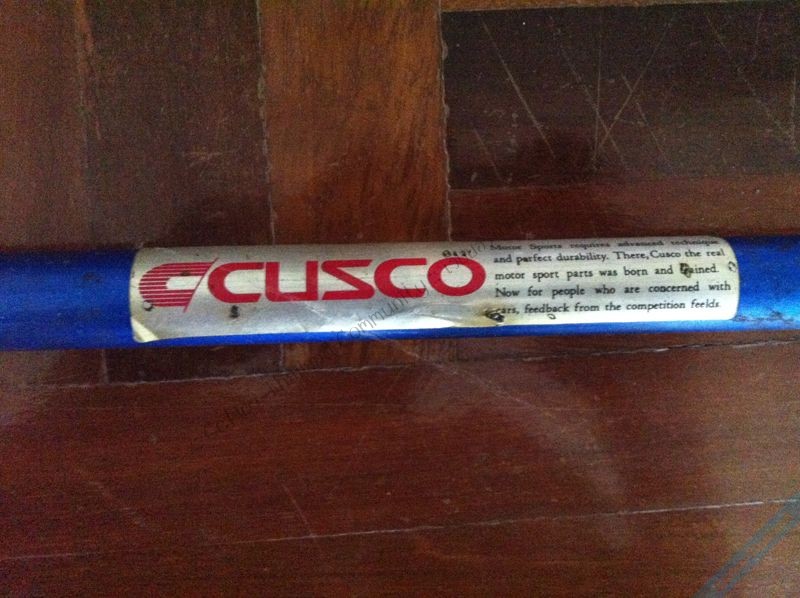 CUSCO
Motor Sports requires advanced technique
and parfect durability. There, Cusco the real
motor sport parts was born and trained.
Now for people who are concerned with
cars, feedback from the competition feelds.